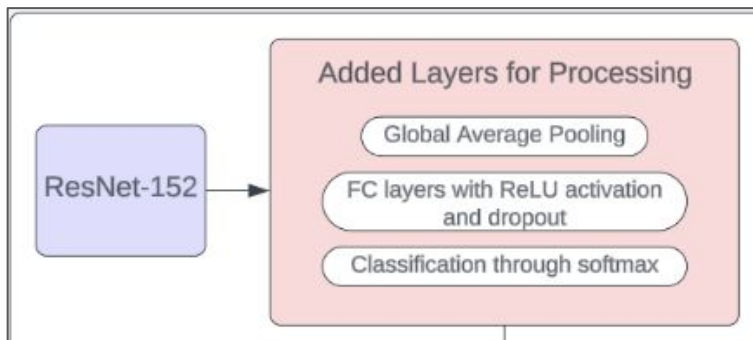 ResNet-152
Added Layers for Processing
Global Average Pooling
FC layers with ReLU activation
and dropout
Classification through softmax